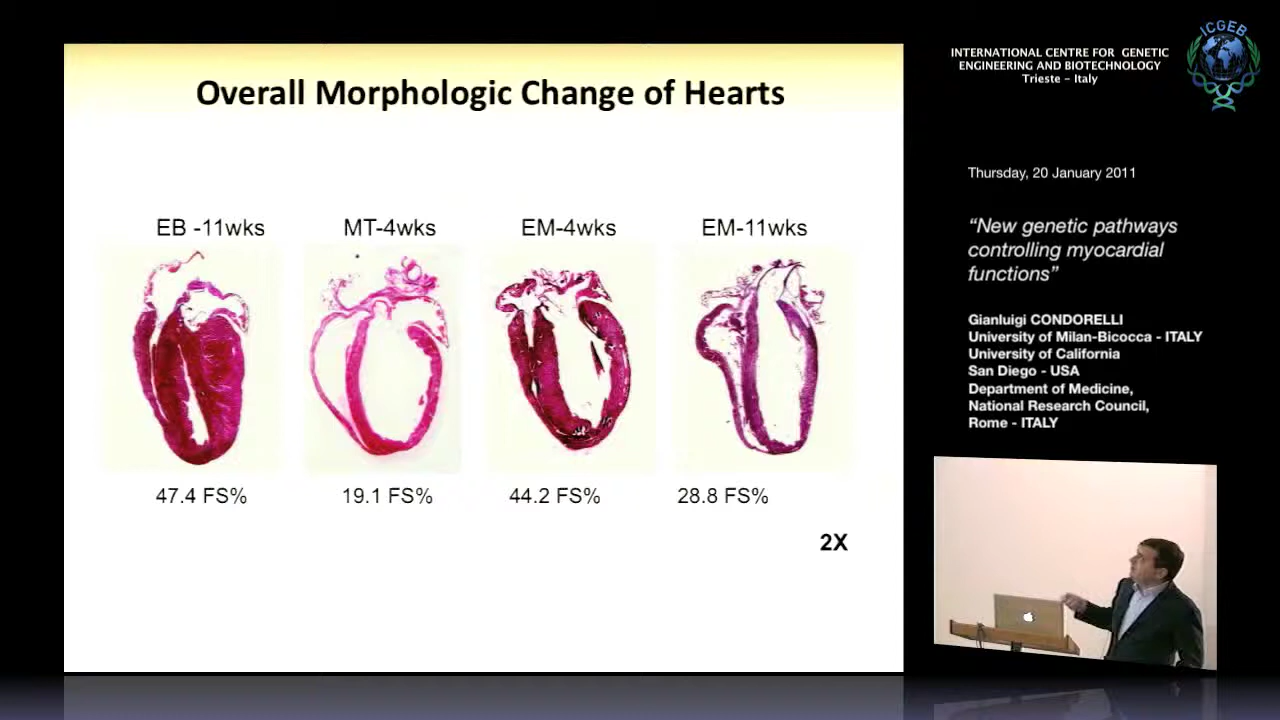 Overall Morphologic Change of Hearts
EB -11wks
MT-4wks
EM-4wks
EM-11wks
47.4 FS%
19.1 FS%
44.2 FS%
28.8 FS%
2X
ICGEB
INTERNATIONAL CENTRE FOR GENETIC
ENGINEERING AND BIOTECHNOLOGY
Trieste - Italy
Thursday, 20 January 2011
“New genetic pathways
controlling myocardial
functions”
Gianluigi CONDORELLI
University of Milan-Bicocca - ITALY
University of California
San Diego - USA
Department of Medicine,
National Research Council,
Rome - ITALY